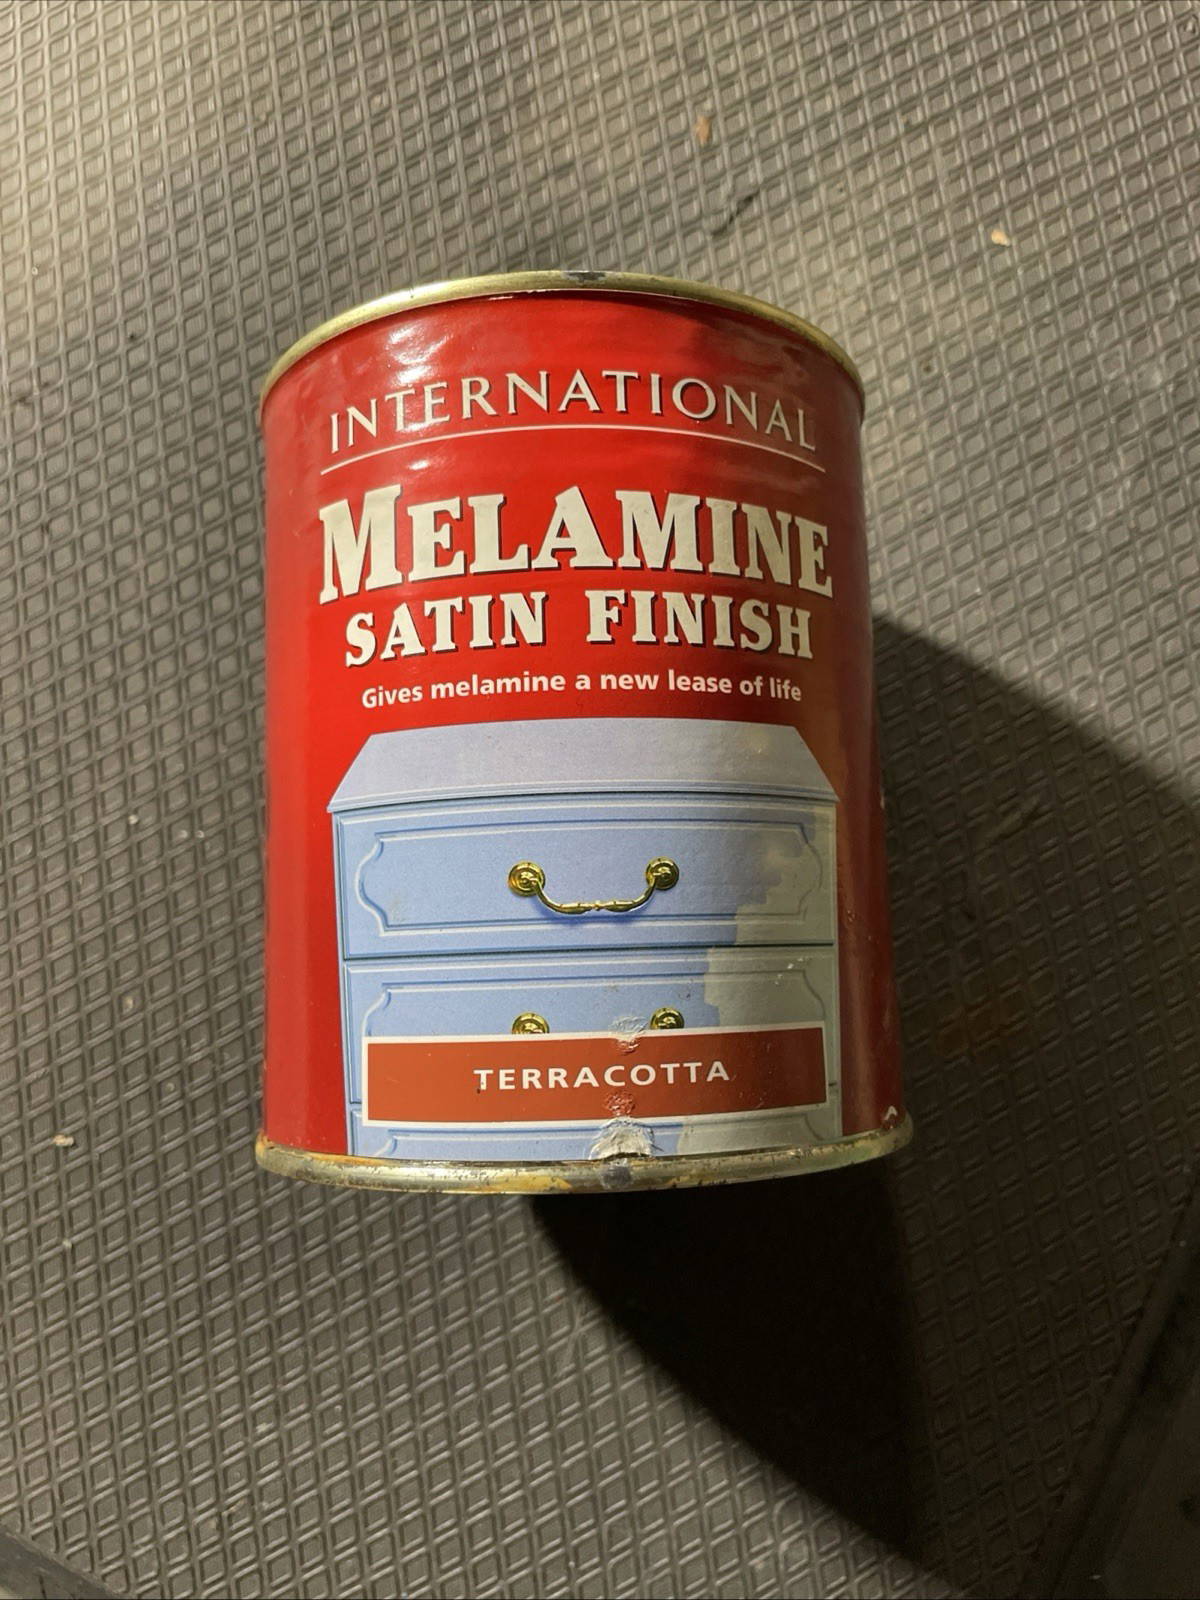 INTERNATIONAL
MELAMINE
SATIN FINISH
Gives melamine a new lease of life
TERRACOTTA